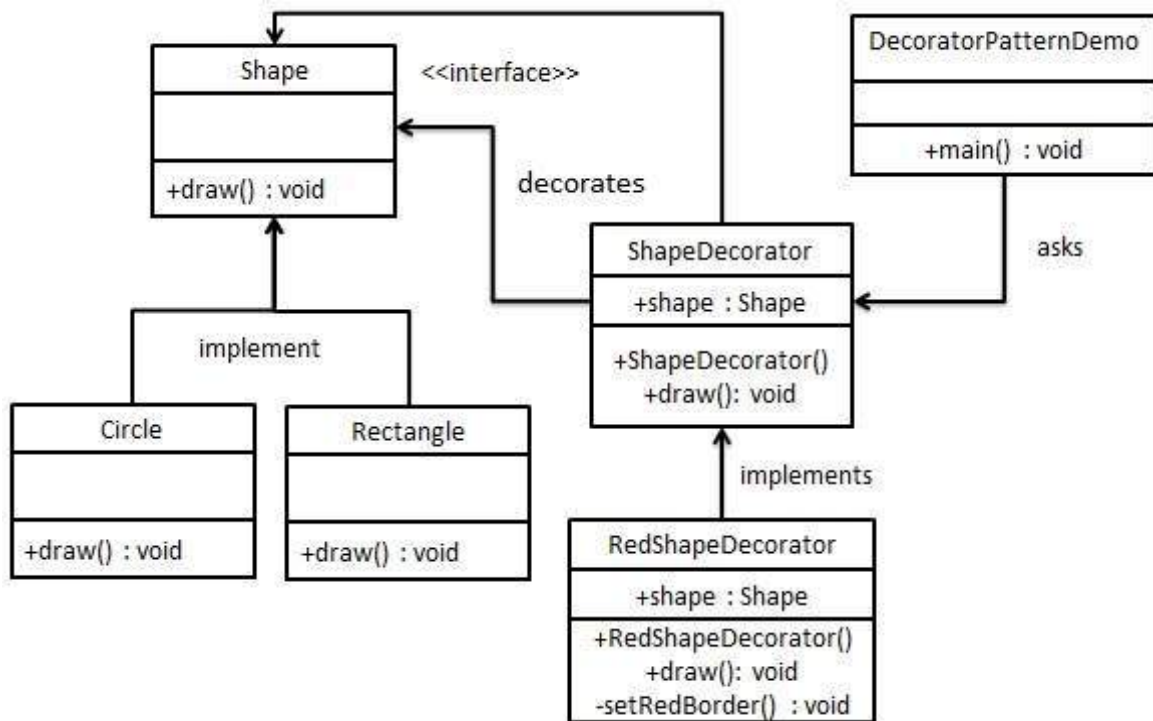 Shape
+draw() : void
<<interface>>
decorates
DecoratorPatternDemo
+main() : void
asks
ShapeDecorator
+shape : Shape
+ShapeDecorator()
+draw(): void
implement
Circle
+draw() : void
Rectangle
+draw() : void
implements
RedShapeDecorator
+shape : Shape
+RedShapeDecorator()
+draw(): void
-setRedBorder() : void